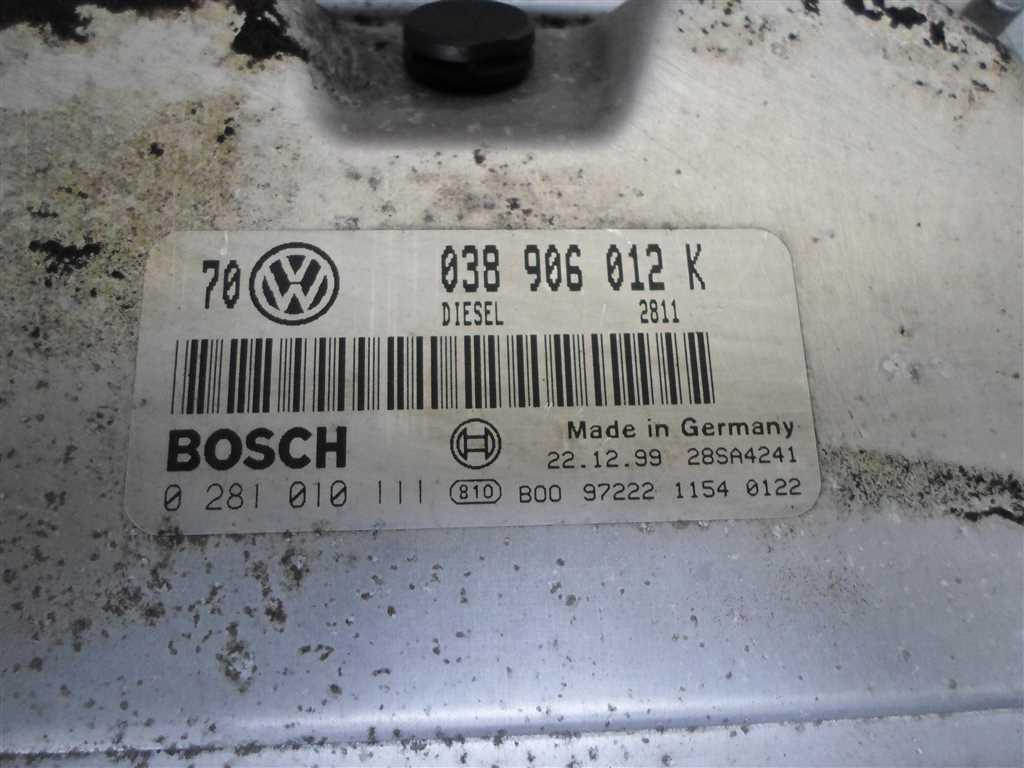 70 VW 038 906 012 K
DIESEL 2811
BOSCH Made in Germany
22.12.99 28SA4241
0 281 010 111 810 B00 97222 1154 0122